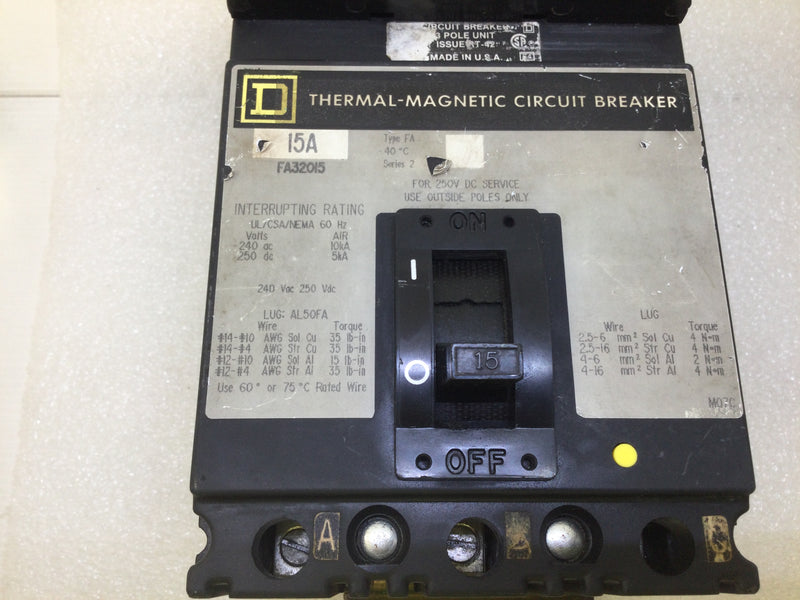 CIRCUIT BREAKER
3 POLE UNIT
ISSUE RT-42
MADE IN U.S.A.
D THERMAL-MAGNETIC CIRCUIT BREAKER
15A
FA32015
Type FA
40 °C
Series 2
FOR 250V DC SERVICE
USE OUTSIDE POLES ONLY
INTERRUPTING RATING
UL/CSA/NEMA 60 Hz
Volts AIR
240 ac 10kA
250 dc 5kA
240 Vac 250 Vdc
LUG: AL50FA
Wire Torque
#14-#10 AWG Sol Cu 35 lb-in
#14-#4 AWG Str Cu 35 lb-in
#12-#10 AWG Sol Al 15 lb-in
#12-#4 AWG Str Al 35 lb-in
Use 60° or 75°C Rated Wire
ON
I
15
O
OFF
LUG
Wire Torque
2.5-6 mm² Sol Cu 4 N•m
2.5-16 mm² Str Cu 4 N•m
4-6 mm² Sol Al 2 N•m
4-16 mm² Str Al 4 N•m
A
C